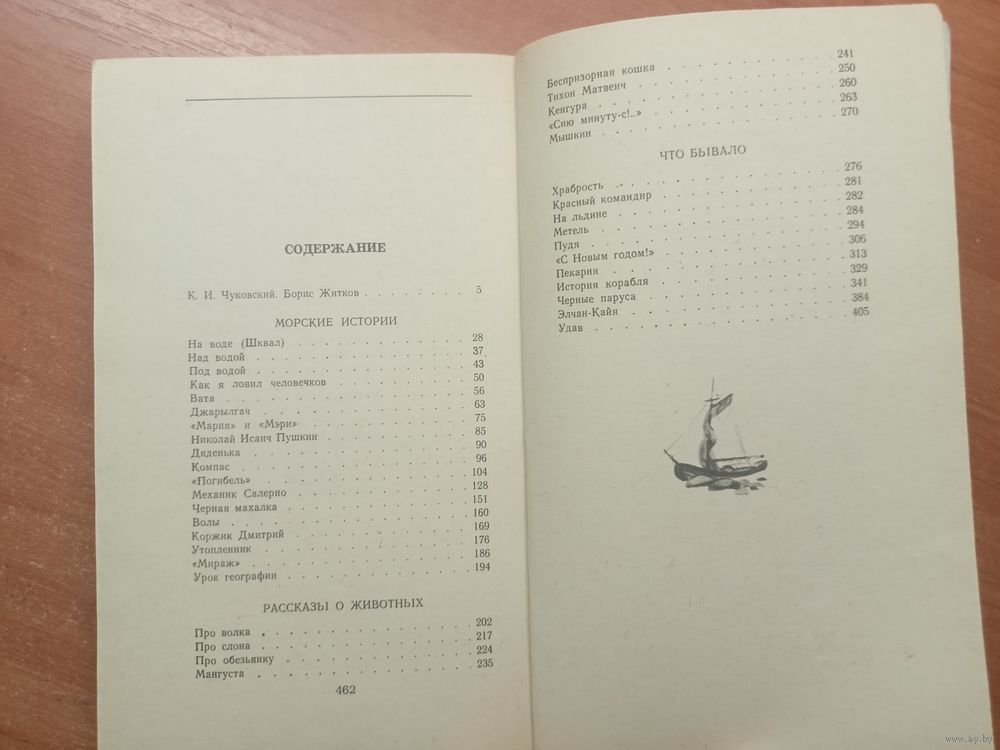 СОДЕРЖАНИЕ
К. И. Чуковский. Борис Житков . . . . . . . . 5
МОРСКИЕ ИСТОРИИ
На воде (Шквал) . . . . . . . . . . . . 28
Над водой . . . . . . . . . . . . 37
Под водой . . . . . . . . . . . . 43
Как я ловил человечков . . . . . . . . . . 50
Вата . . . . . . . . . . . . 56
Джарылгач . . . . . . . . . . . . 63
«Мария» и «Мэри» . . . . . . . . . . . . 75
Николай Исаич Пушкин . . . . . . . . . . 85
Дяденька . . . . . . . . . . . . 90
Компас . . . . . . . . . . . . 96
«Погибель» . . . . . . . . . . . . 104
Механик Салерно . . . . . . . . . . . . 128
Черная махалка . . . . . . . . . . . . 151
Волы . . . . . . . . . . . . 160
Коржик Дмитрий . . . . . . . . . . . . 169
Утопленник . . . . . . . . . . . . 176
«Мираж» . . . . . . . . . . . . 186
Урок географии . . . . . . . . . . . . 194
РАССКАЗЫ О ЖИВОТНЫХ
Про волка . . . . . . . . . . . . 202
Про слона . . . . . . . . . . . . 217
Про обезьянку . . . . . . . . . . . . 224
Мангуста . . . . . . . . . . . . 235
462
Беспризорная кошка . . . . . . . . . . 241
Тихон Матвеич . . . . . . . . . . . . 250
Кенгура . . . . . . . . . . . . 260
«Сию минуту-с!..» . . . . . . . . . . . . 263
Мышкин . . . . . . . . . . . . 270
ЧТО БЫВАЛО
Храбрость . . . . . . . . . . . . 276
Красный командир . . . . . . . . . . . . 281
На льдине . . . . . . . . . . . . 282
Метель . . . . . . . . . . . . 284
Пудя . . . . . . . . . . . . 294
«С Новым годом!» . . . . . . . . . . . . 306
Пекарня . . . . . . . . . . . . 313
История корабля . . . . . . . . . . . . 329
Черные паруса . . . . . . . . . . . . 341
Элчан-Кайя . . . . . . . . . . . . 384
Удав . . . . . . . . . . . . 405
www.ay.by